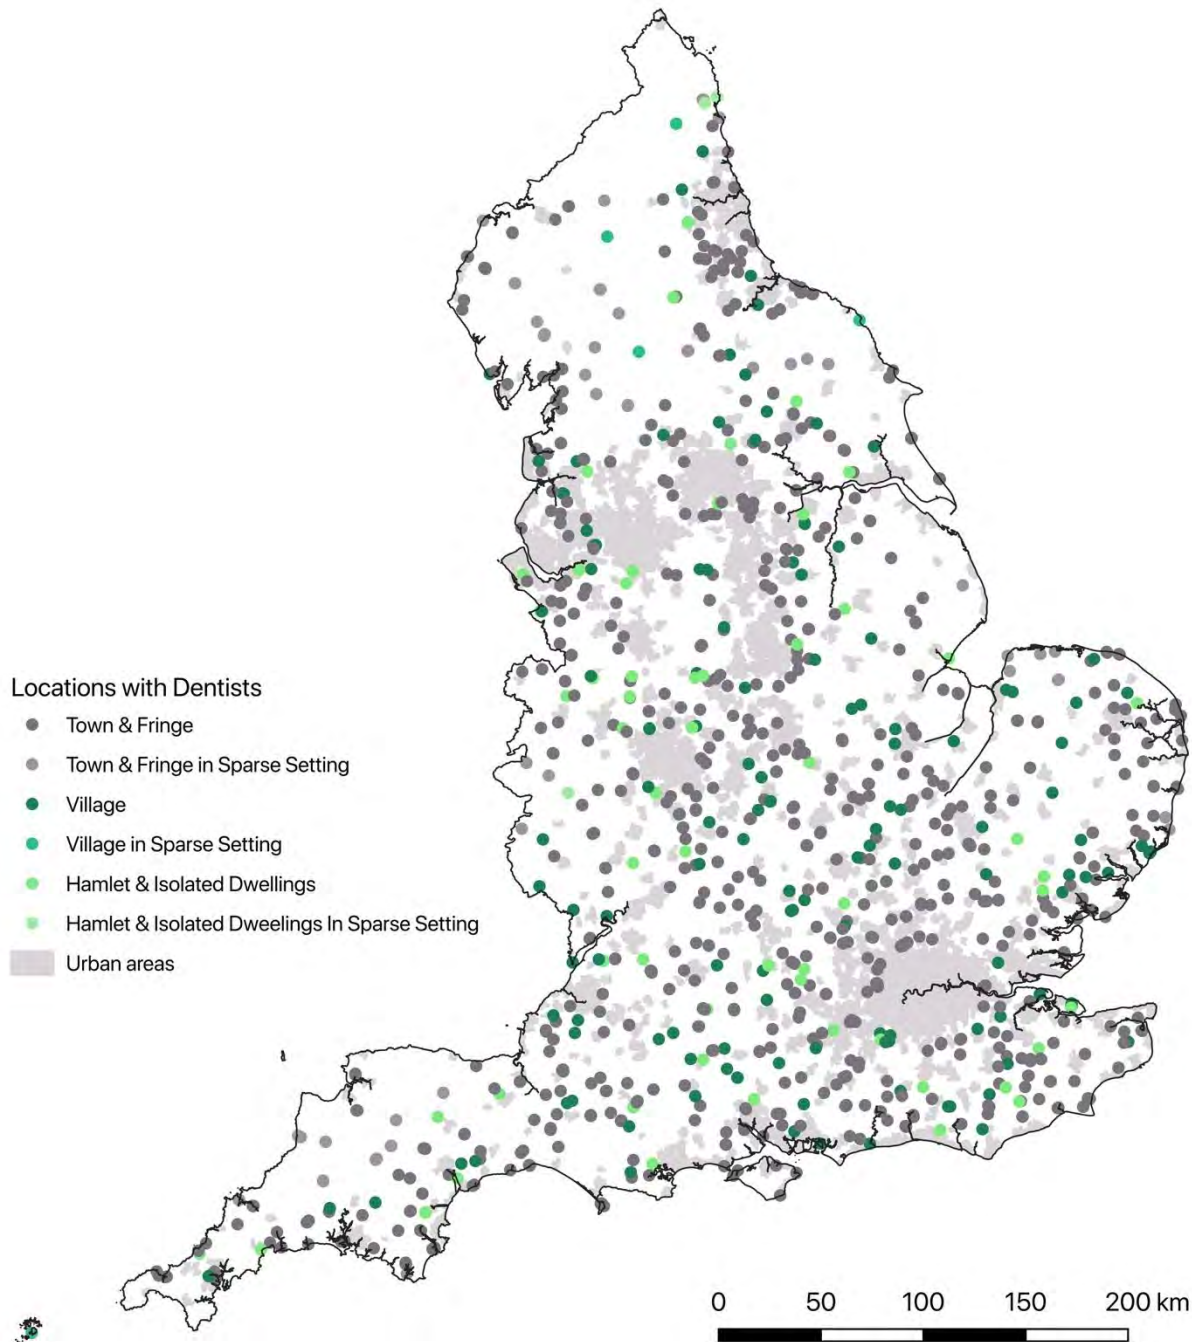 Locations with Dentists
Town & Fringe
Town & Fringe in Sparse Setting
Village
Village in Sparse Setting
Hamlet & Isolated Dwellings
Hamlet & Isolated Dweelings In Sparse Setting
Urban areas
0 50 100 150 200 km